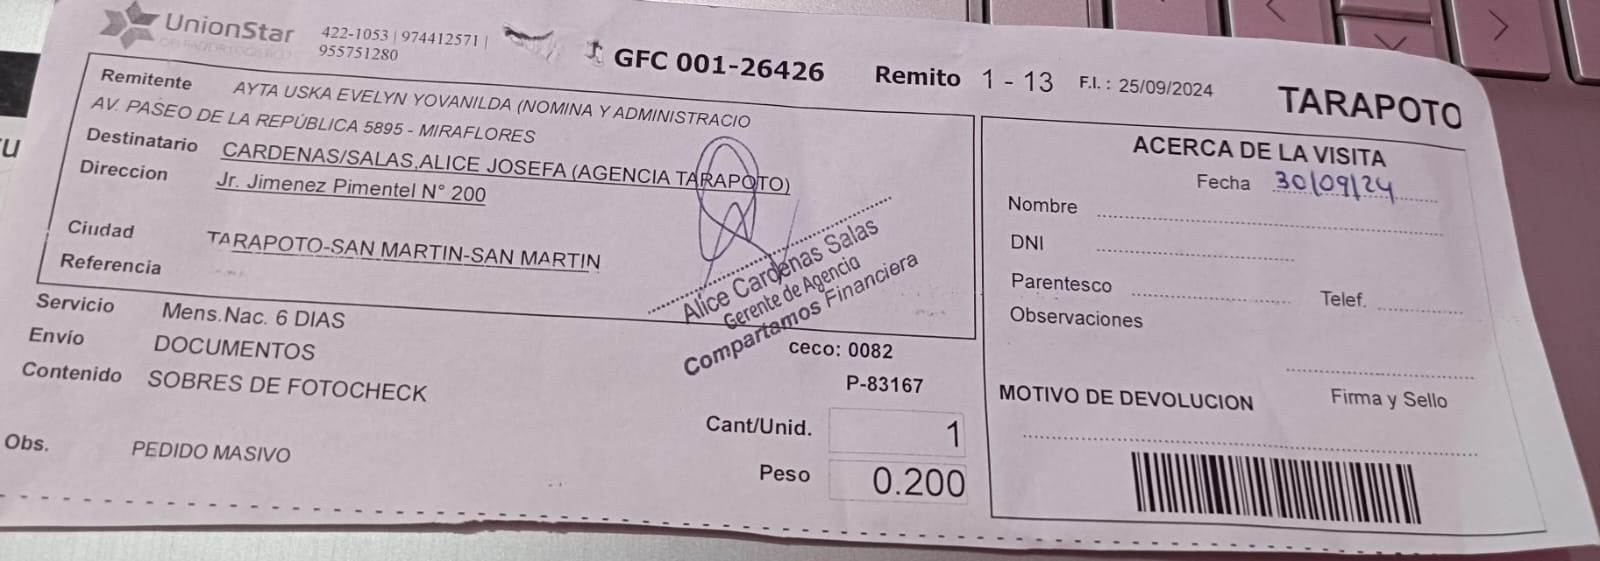 UnionStar
422-1053 | 974412571 |
955751280
GFC 001-26426
Remito 1 - 13
F.I. : 25/09/2024
TARAPOTO
Remitente AYTA USKA EVELYN YOVANILDA (NOMINA Y ADMINISTRACIO
AV. PASEO DE LA REPÚBLICA 5895 - MIRAFLORES
Destinatario CARDENAS/SALAS,ALICE JOSEFA (AGENCIA TARAPOTO)
Direccion Jr. Jimenez Pimentel N° 200
Ciudad TARAPOTO-SAN MARTIN-SAN MARTIN
Referencia
Alice Cardenas Salas
Gerente de Agencia
Compartamos Financiera
Servicio Mens.Nac. 6 DIAS
Envío DOCUMENTOS
Contenido SOBRES DE FOTOCHECK
ceco: 0082
P-83167
Cant/Unid. 1
Peso 0.200
Obs. PEDIDO MASIVO
ACERCA DE LA VISITA
Fecha 30/09/24
Nombre
DNI
Parentesco Telef.
Observaciones
Firma y Sello
MOTIVO DE DEVOLUCION